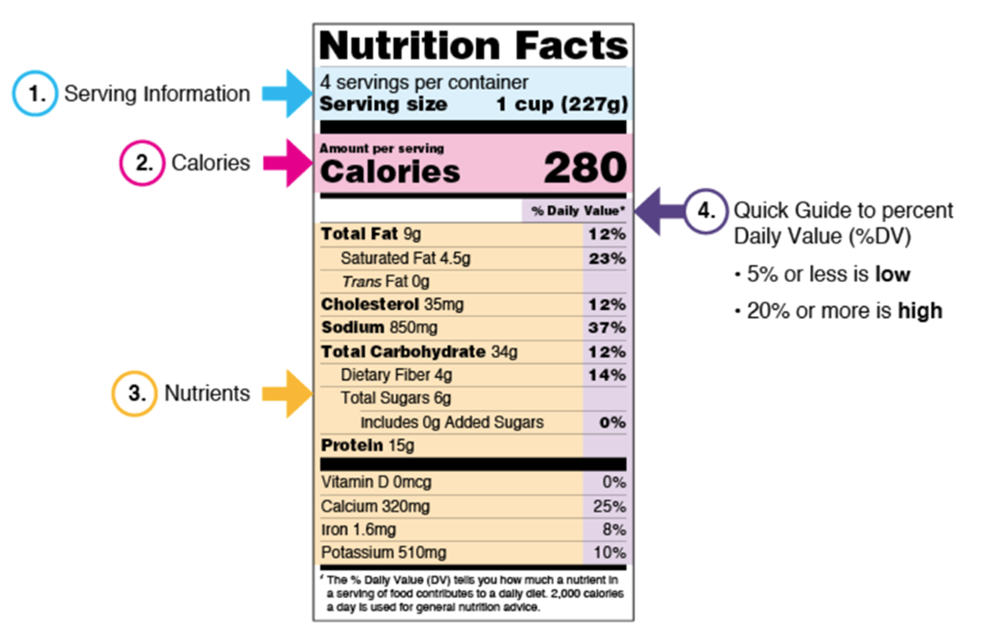 Nutrition Facts
1. Serving Information
4 servings per container
Serving size 1 cup (227g)
2. Calories
Amount per serving
Calories 280
% Daily Value*
4. Quick Guide to percent
Daily Value (%DV)
• 5% or less is low
• 20% or more is high
3. Nutrients
Total Fat 9g 12%
Saturated Fat 4.5g 23%
Trans Fat 0g
Cholesterol 35mg 12%
Sodium 850mg 37%
Total Carbohydrate 34g 12%
Dietary Fiber 4g 14%
Total Sugars 6g
Includes 0g Added Sugars 0%
Protein 15g
Vitamin D 0mcg 0%
Calcium 320mg 25%
Iron 1.6mg 8%
Potassium 510mg 10%
* The % Daily Value (DV) tells you how much a nutrient in
a serving of food contributes to a daily diet. 2,000 calories
a day is used for general nutrition advice.